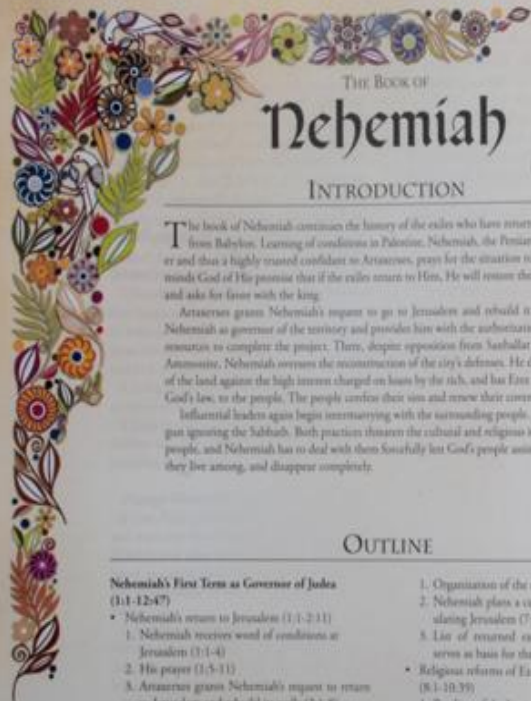 THE BOOK OF
Nehemiah
INTRODUCTION
The book of Nehemiah continues the history of the exiles who have return
from Babylon. Learning of conditions in Palestine, Nehemiah, the Persia
er and thus a highly trusted confidant to Artaxerxes, prays for the situation
minds God of His promise that if the exiles return to Him, He will restore the
and asks for favor with the king.
Artaxerxes grants Nehemiah's request to go to Jerusalem and rebuild
Nehemiah as governor of the territory and provides him with the
resources to complete the project. There, despite opposition from Sanballat
Ammonite, Nehemiah oversees the reconstruction of the city's defenses. He
of the land against the high interest charged on loans by the rich, and has
God's law, to the people. The people confess their sins and renew their
Influential leaders again begin intermarrying with the surrounding people
gun ignoring the Sabbath. Both practices threaten the cultural and religious
people, and Nehemiah has to deal with them forcefully lest God's people
they live among, and disappear completely.
OUTLINE
Nehemiah's First Term as Governor of Judea
(1:1-12:47)
• Nehemiah's return to Jerusalem (1:1-2:11)
1. Nehemiah receives word of conditions at
Jerusalem (1:1-4)
2. His prayer (1:5-11)
3. Artaxerxes grants Nehemiah's request to return
1. Organization of the
2. Nehemiah plans a
ulating Jerusalem (7
3. List of returned
serves as basis for the
• Religious reforms of Ez
(8:1-10:39)